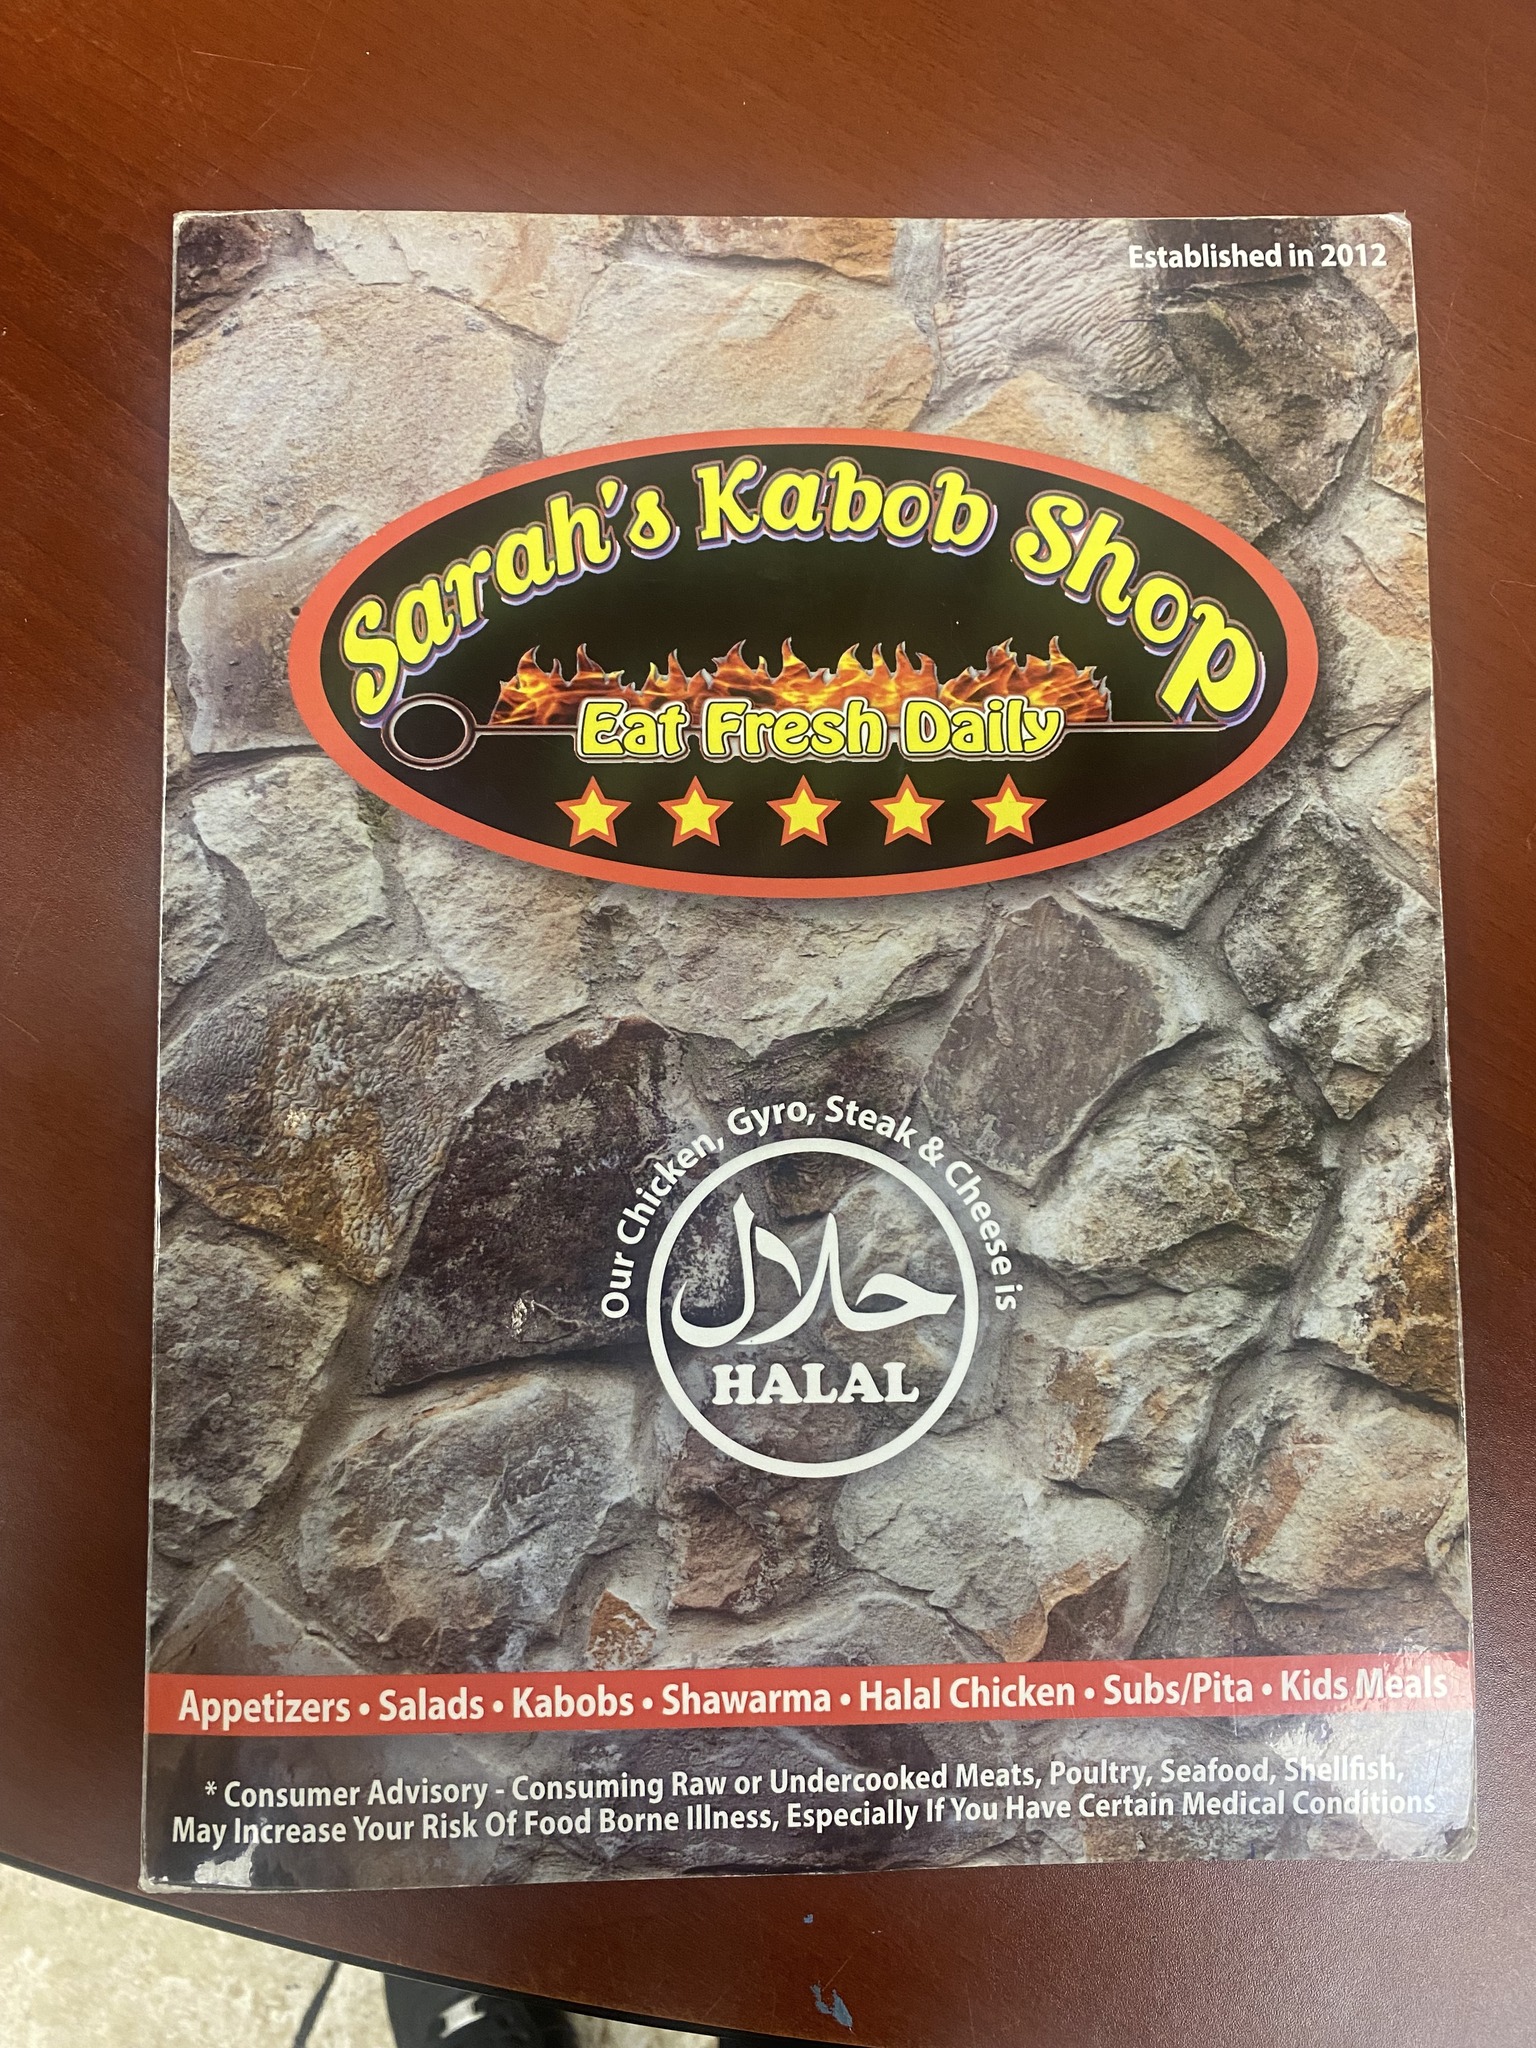 Established in 2012
Sarah's Kabob Shop
Eat Fresh Daily
Our Chicken, Gyro, Steak & Cheese is
حلال
HALAL
Appetizers • Salads • Kabobs • Shawarma • Halal Chicken • Subs/Pita • Kids Meals
* Consumer Advisory - Consuming Raw or Undercooked Meats, Poultry, Seafood, Shellfish,
May Increase Your Risk Of Food Borne Illness, Especially If You Have Certain Medical Conditions